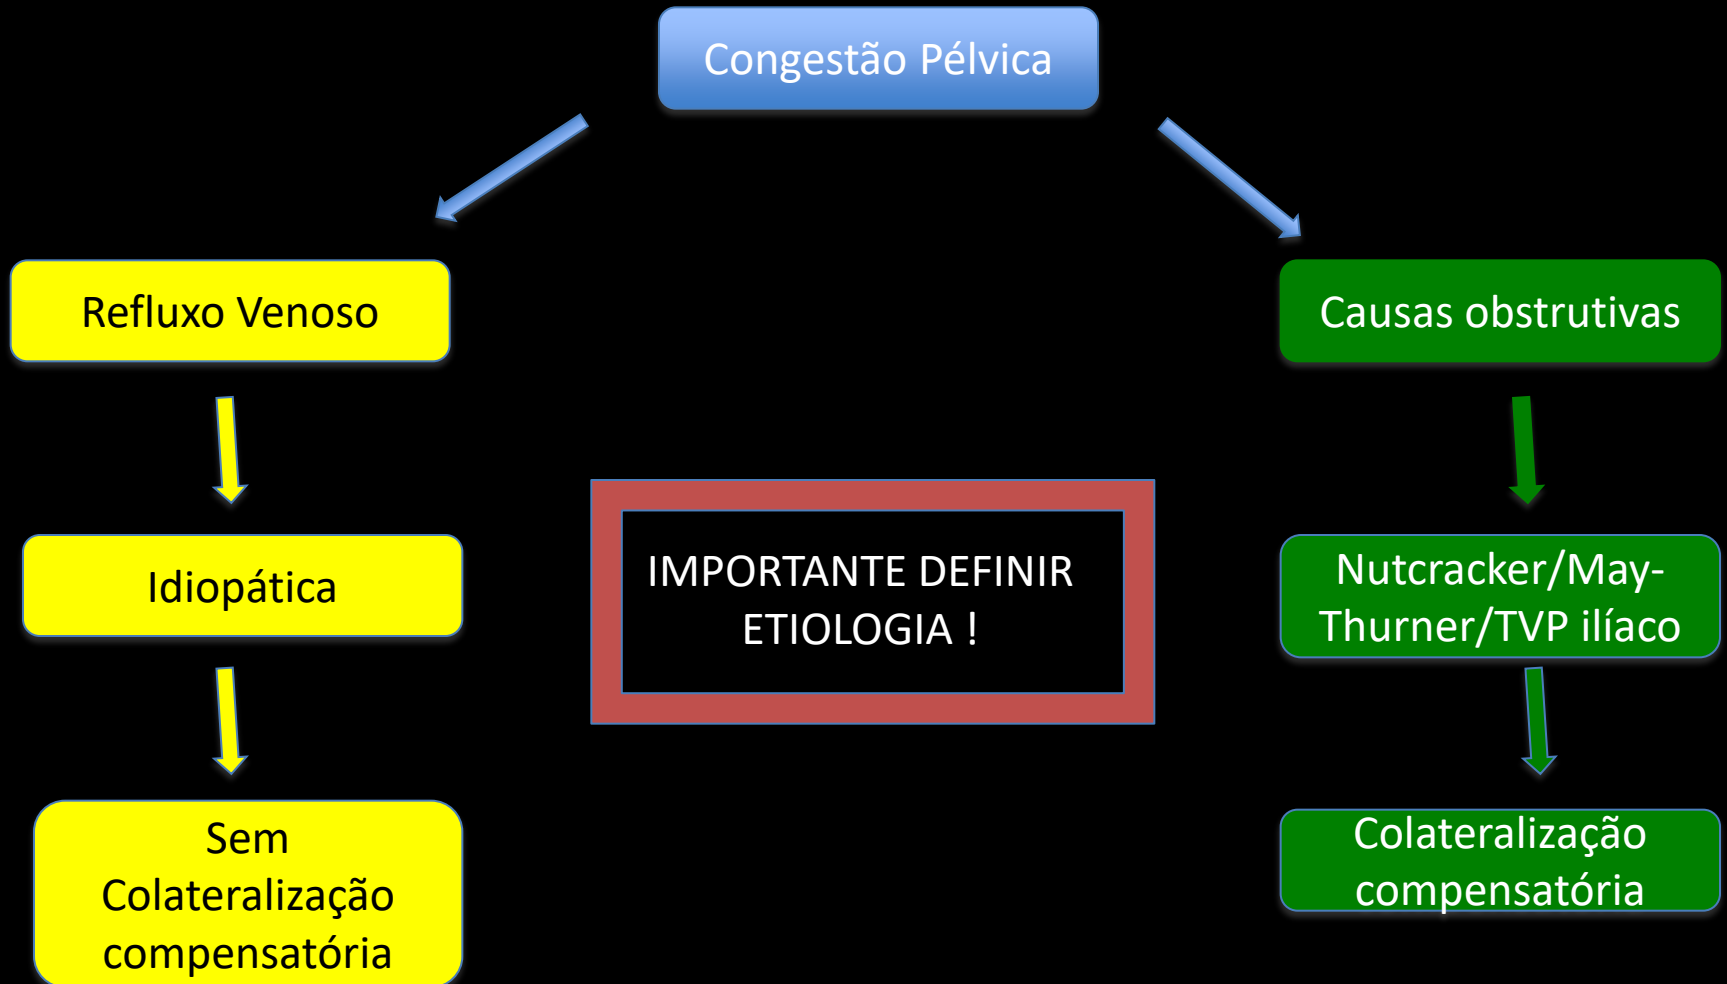 Congestão Pélvica
Refluxo Venoso
Causas obstrutivas
Idiopática
IMPORTANTE DEFINIR
ETIOLOGIA !
Nutcracker/May-
Thurner/TVP ilíaco
Sem
Colateralização
compensatória
Colateralização
compensatória